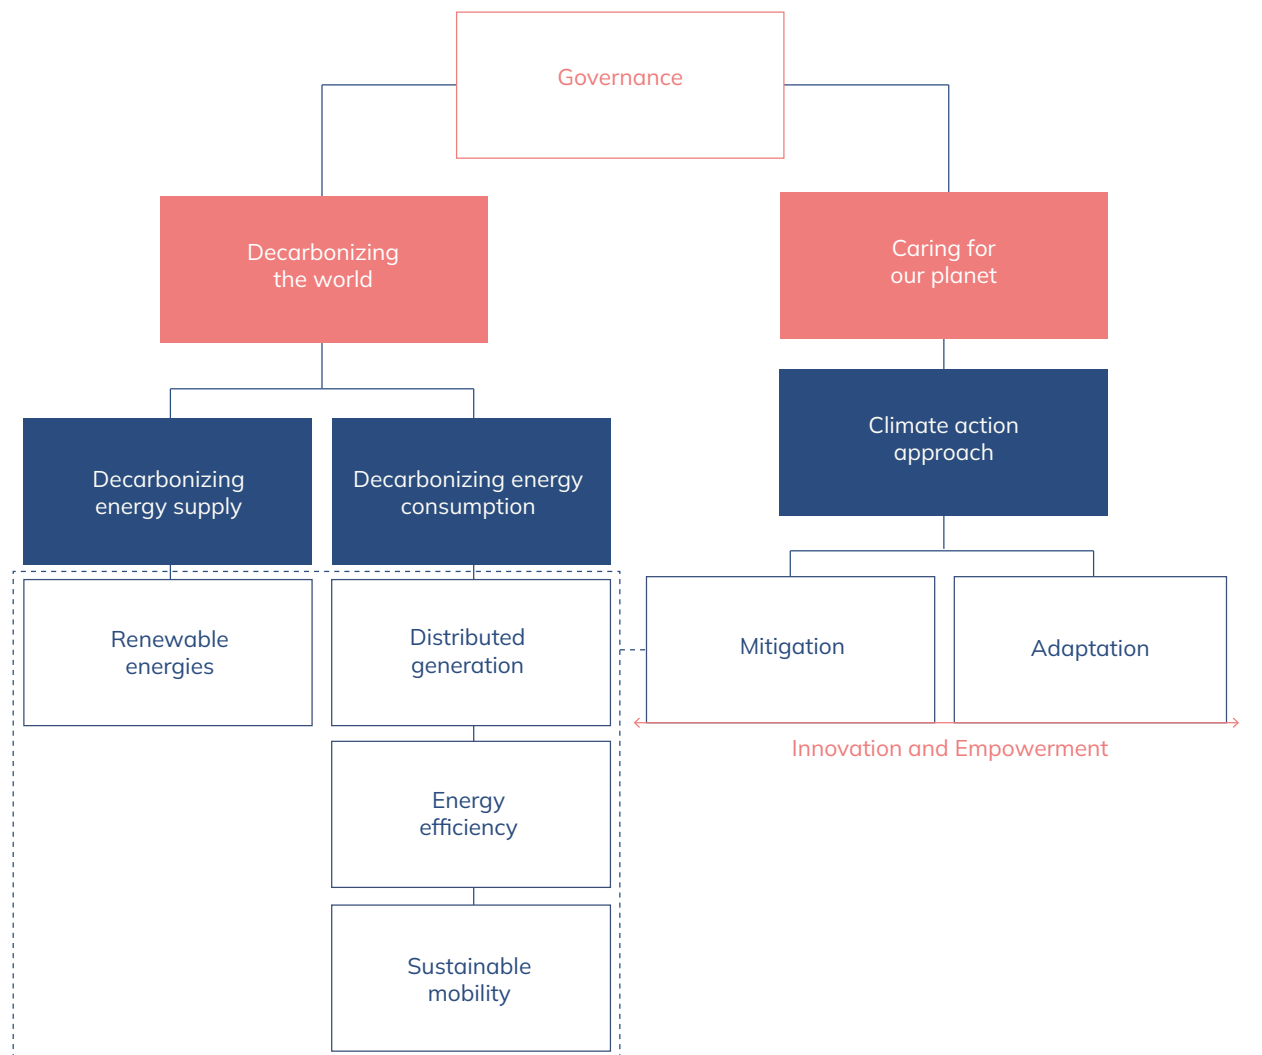 Governance
Decarbonizing
the world
Caring for
our planet
Climate action
approach
Decarbonizing
energy supply
Decarbonizing energy
consumption
Renewable
energies
Distributed
generation
Mitigation
Adaptation
Innovation and Empowerment
Energy
efficiency
Sustainable
mobility